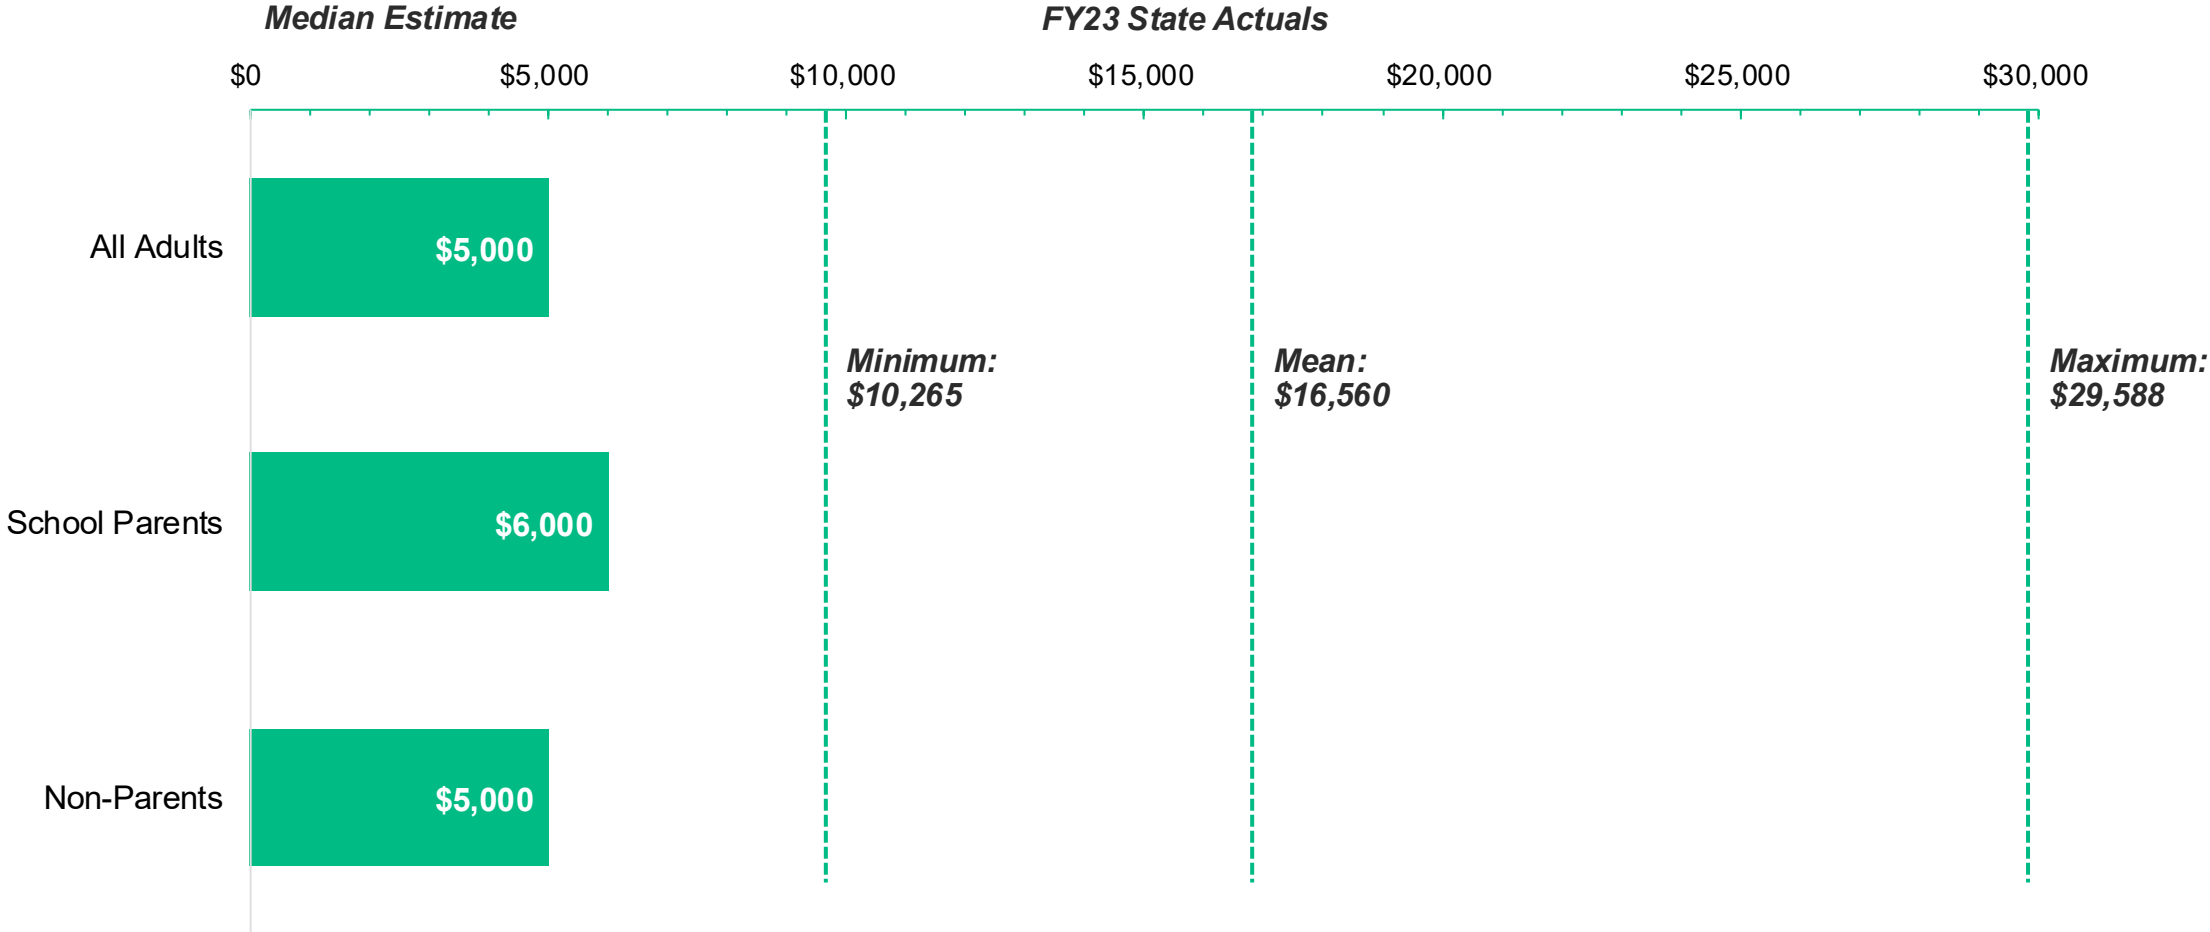 Median Estimate
FY23 State Actuals
$0
$5,000
$10,000
$15,000
$20,000
$25,000
$30,000
All Adults
$5,000
Minimum:
$10,265
Mean:
$16,560
Maximum:
$29,588
School Parents
$6,000
Non-Parents
$5,000